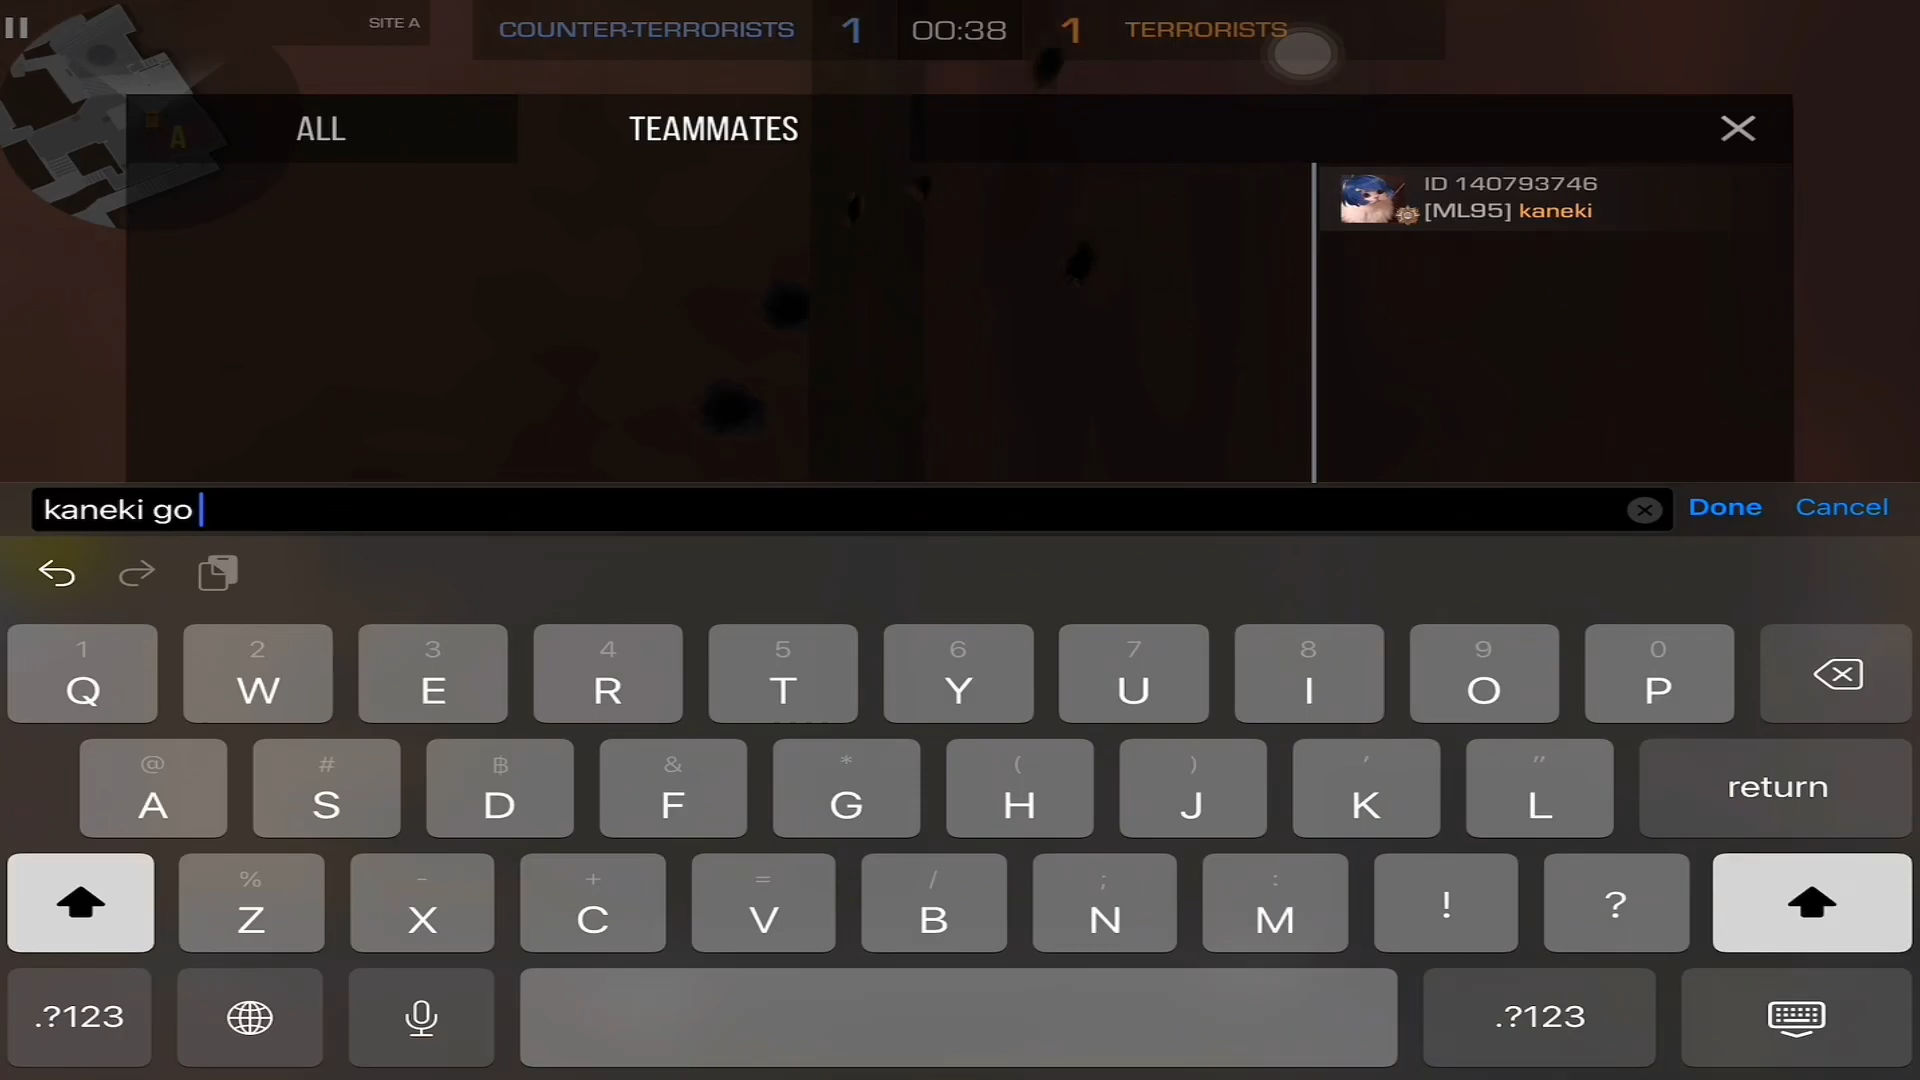 SITE A
COUNTER-TERRORISTS 1 00:38 1 TERRORISTS
A
ALL TEAMMATES
ID 140793746
[ML95] kaneki
kaneki go
Done Cancel
1 2 3 4 5 6 7 8 9 0
Q W E R T Y U I O P
@ # ฿ & * ( ) ' "
A S D F G H J K L return
% - + = / ; :
Z X C V B N M ! ?
.?123 .?123